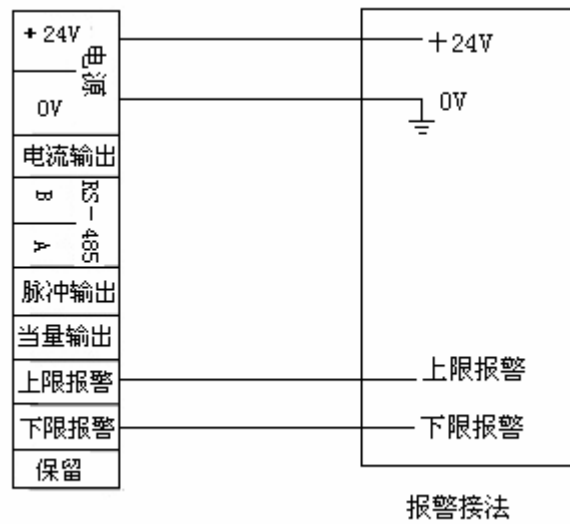 +24V
电源
0V
电流输出
B
RS-485
A
脉冲输出
当量输出
上限报警
下限报警
保留
+24V
0V
上限报警
下限报警
报警接法